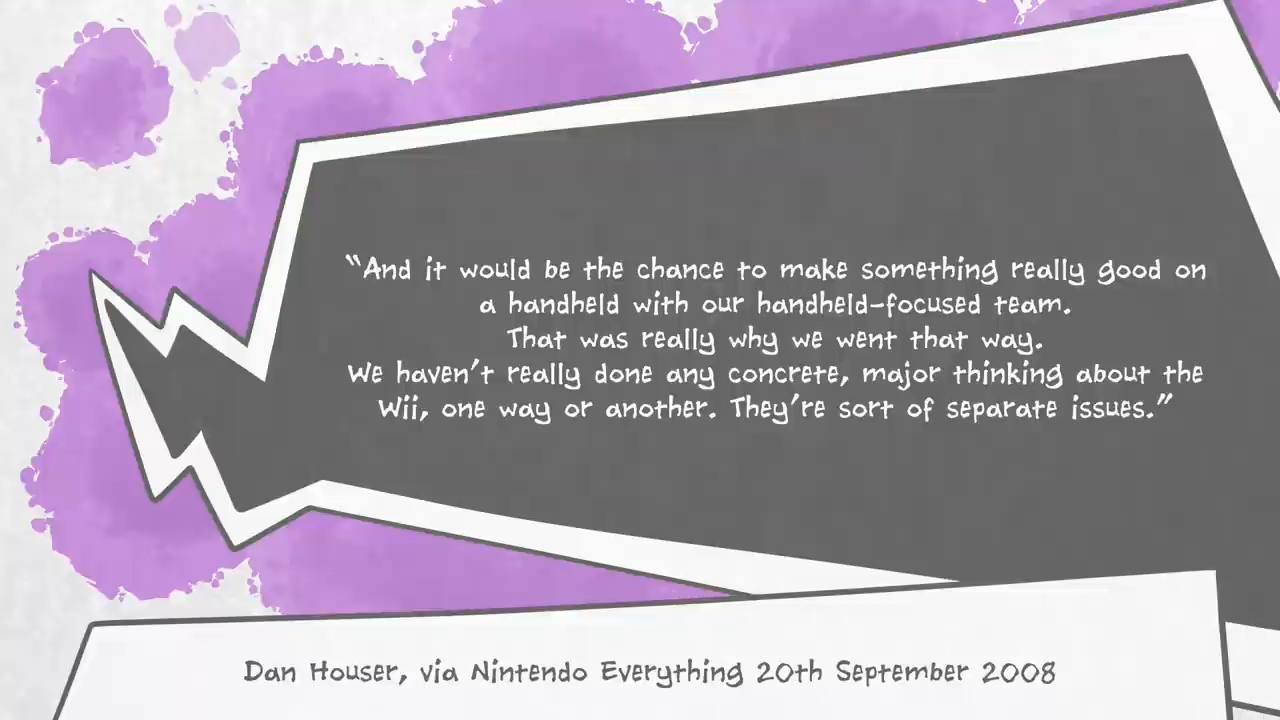 “And it would be the chance to make something really good on
a handheld with our handheld-focused team.
That was really why we went that way.
We haven't really done any concrete, major thinking about the
Wii, one way or another. They're sort of separate issues.”
Dan Houser, via Nintendo Everything 20th September 2008